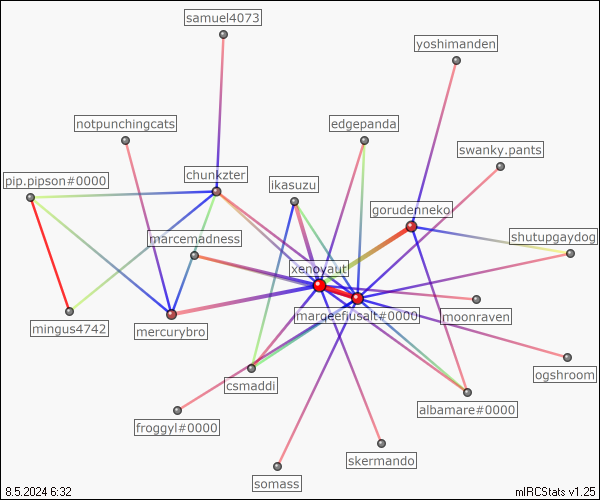 samuel4073
yoshimanden
notpunchingcats
edgepanda
swanky.pants
pip.pipson#0000
chunkzter
ikasuzu
gorudenneko
marcemadness
shutupgaydog
xenovault
margeefiusalt#0000
moonraven
mingus4742
mercurybro
ogshroom
csmaddi
albamare#0000
froggyl#0000
skermando
somass
8.5.2024 6:32
mIRCStats v1.25